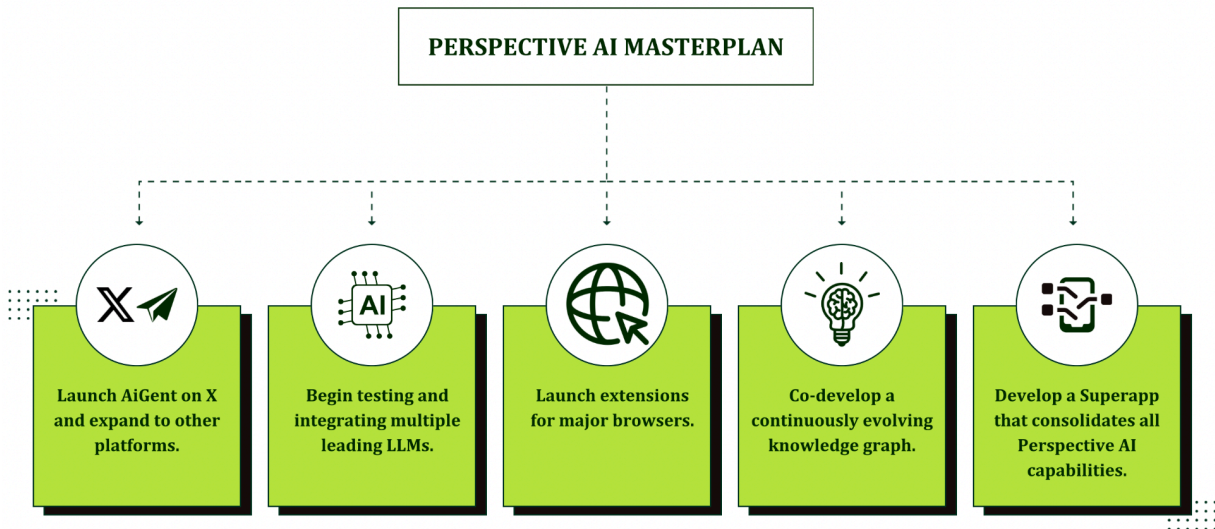 PERSPECTIVE AI MASTERPLAN
X
Launch AiGent on X
and expand to other
platforms.
AI
Begin testing and
integrating multiple
leading LLMs.
Launch extensions
for major browsers.
Co-develop a
continuously evolving
knowledge graph.
Develop a Superapp
that consolidates all
Perspective AI
capabilities.